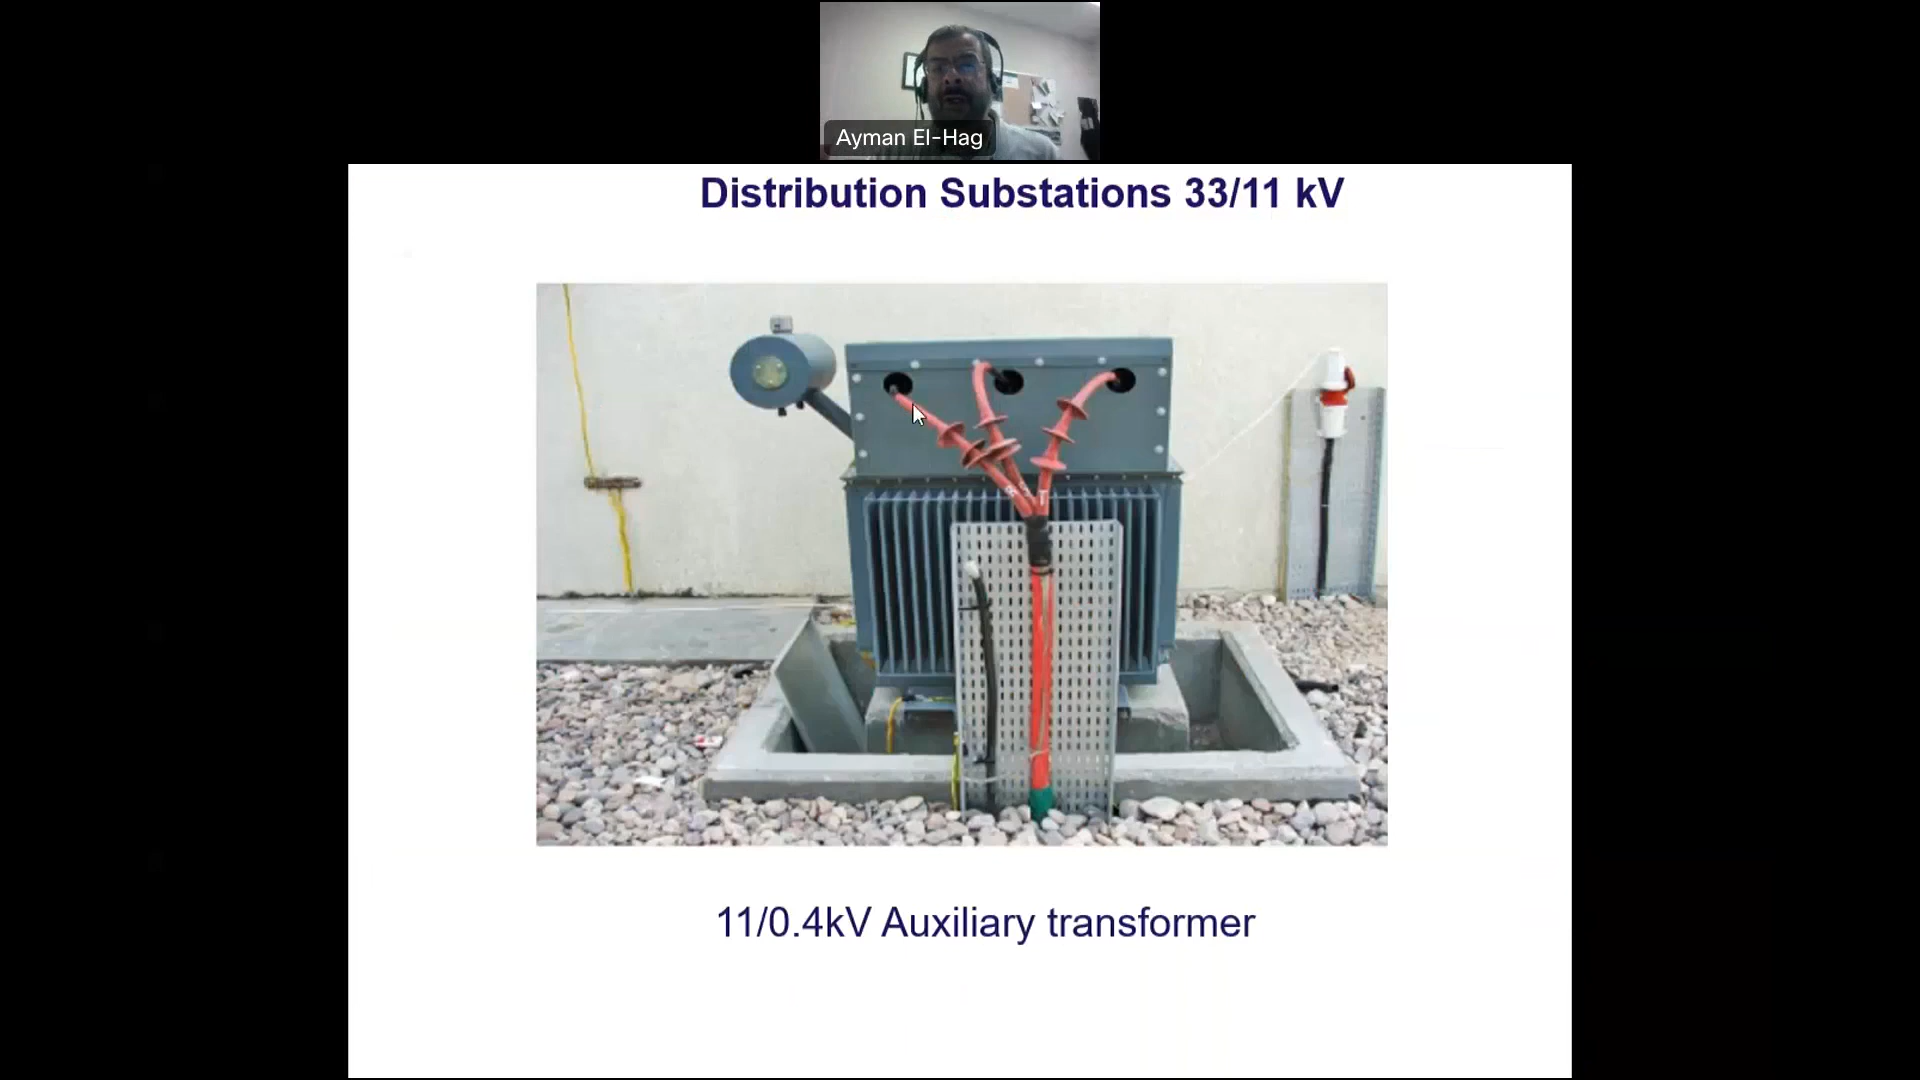 Ayman El-Hag
Distribution Substations 33/11 kV
11/0.4kV Auxiliary transformer